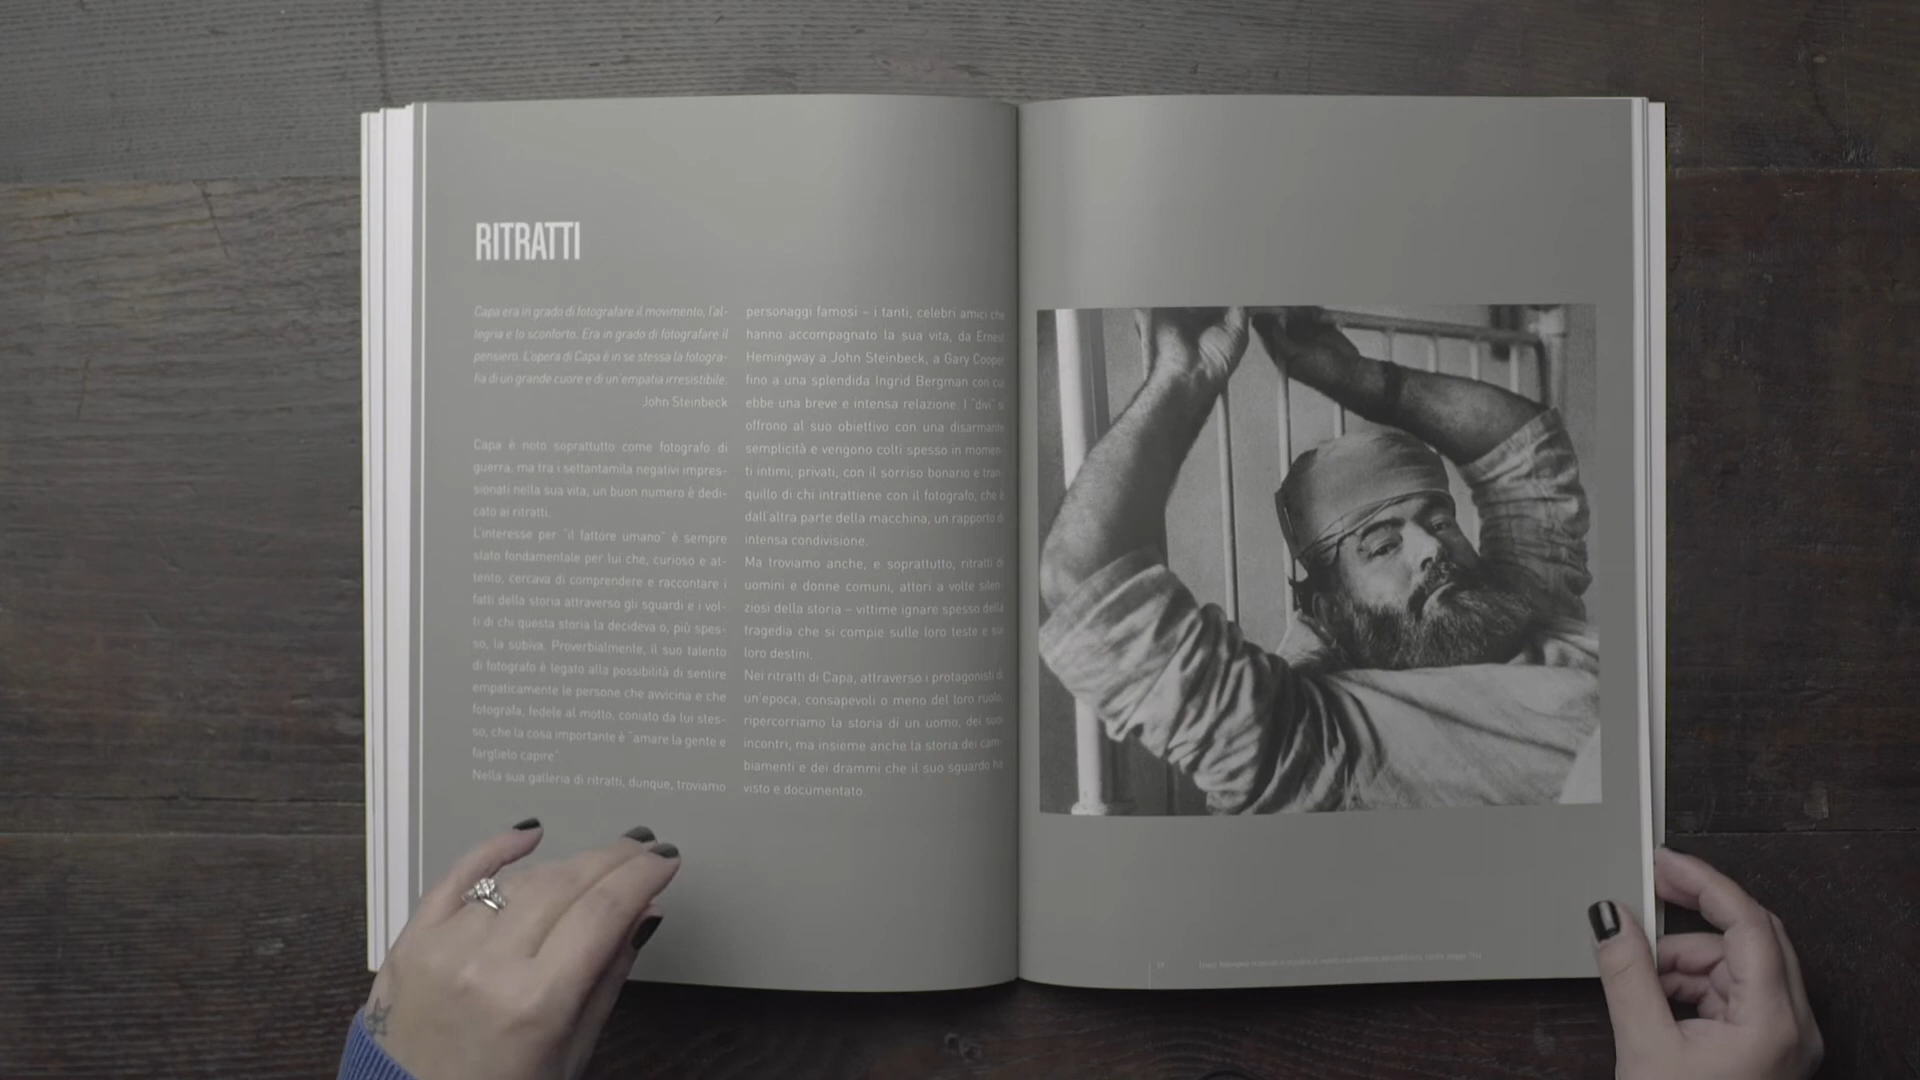 RITRATTI
Capa era in grado di fotografare il movimento, l'al-
legria e lo sconforto. Era in grado di fotografare il
pensiero. L'opera di Capa è in se stessa la fotogra-
fia di un grande cuore e di un'empatia irresistibile.
John Steinbeck
Capa è noto soprattutto come fotografo di
guerra, ma tra i settantamila negativi impres-
sionati nella sua vita, un buon numero è dedi-
cato ai ritratti.
L'interesse per "il fattore umano" è sempre
stato fondamentale per lui che, curioso e at-
tento, cercava di comprendere e raccontare i
fatti della storia attraverso gli sguardi e i vol-
ti di chi questa storia la decideva o, più spes-
so, la subiva. Proverbialmente, il suo talento
di fotografo è legato alla possibilità di sentire
empaticamente le persone che avvicina e che
fotografa, fedele al motto, coniato da lui stes-
so, che la cosa importante è "amare la gente e
farglielo capire".
Nella sua galleria di ritratti, dunque, troviamo
personaggi famosi – i tanti, celebri amici che
hanno accompagnato la sua vita, da Ernest
Hemingway a John Steinbeck, a Gary Cooper
fino a una splendida Ingrid Bergman con cui
ebbe una breve e intensa relazione. I "divi" si
offrono al suo obiettivo con una disarmante
semplicità e vengono colti spesso in momen-
ti intimi, privati, con il sorriso bonario e tran-
quillo di chi intrattiene con il fotografo, che è
dall'altra parte della macchina, un rapporto di
intensa condivisione.
Ma troviamo anche, e soprattutto, ritratti di
uomini e donne comuni, attori a volte silen-
ziosi della storia – vittime ignare spesso della
tragedia che si compie sulle loro teste e sui
loro destini.
Nei ritratti di Capa, attraverso i protagonisti di
un'epoca, consapevoli o meno del loro ruolo,
ripercorriamo la storia di un uomo, dei suoi
incontri, ma insieme anche la storia dei cam-
biamenti e dei drammi che il suo sguardo ha
visto e documentato.